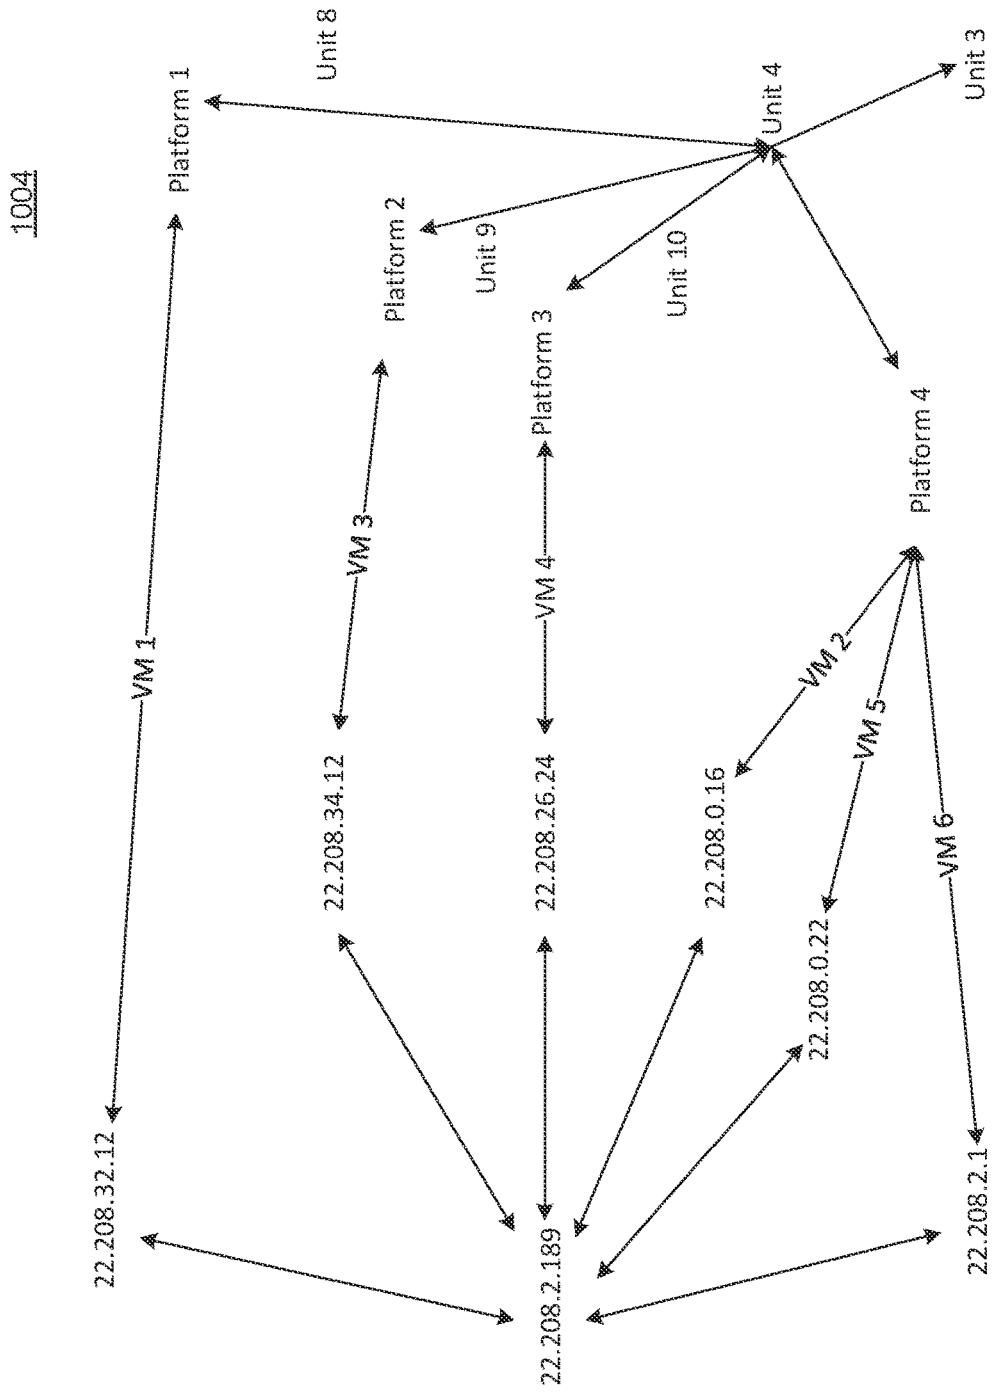 1004
22.208.32.12
VM 1
Platform 1
Unit 8
22.208.34.12
VM 3
Platform 2
Unit 9
22.208.2.189
22.208.26.24
VM 4
Platform 3
Unit 10
22.208.0.16
VM 2
Unit 4
22.208.0.22
VM 5
Platform 4
22.208.2.1
VM 6
Unit 3